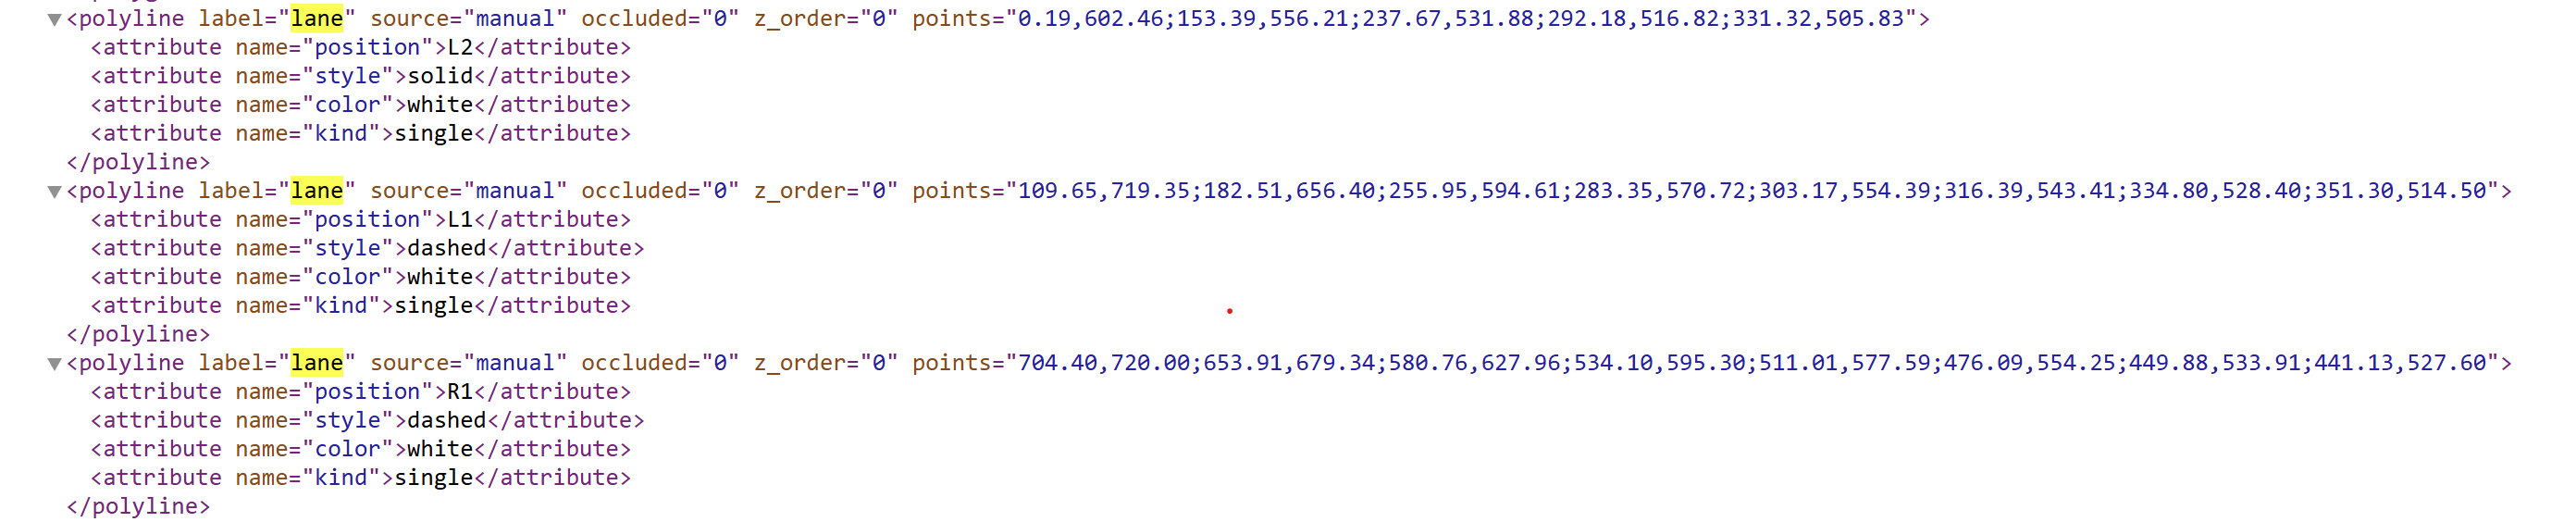 ▼<polyline label="lane" source="manual" occluded="0" z_order="0" points="0.19,602.46;153.39,556.21;237.67,531.88;292.18,516.82;331.32,505.83">
<attribute name="position">L2</attribute>
<attribute name="style">solid</attribute>
<attribute name="color">white</attribute>
<attribute name="kind">single</attribute>
</polyline>
▼<polyline label="lane" source="manual" occluded="0" z_order="0" points="109.65,719.35;182.51,656.40;255.95,594.61;283.35,570.72;303.17,554.39;316.39,543.41;334.80,528.40;351.30,514.50">
<attribute name="position">L1</attribute>
<attribute name="style">dashed</attribute>
<attribute name="color">white</attribute>
<attribute name="kind">single</attribute>
</polyline>
▼<polyline label="lane" source="manual" occluded="0" z_order="0" points="704.40,720.00;653.91,679.34;580.76,627.96;534.10,595.30;511.01,577.59;476.09,554.25;449.88,533.91;441.13,527.60">
<attribute name="position">R1</attribute>
<attribute name="style">dashed</attribute>
<attribute name="color">white</attribute>
<attribute name="kind">single</attribute>
</polyline>